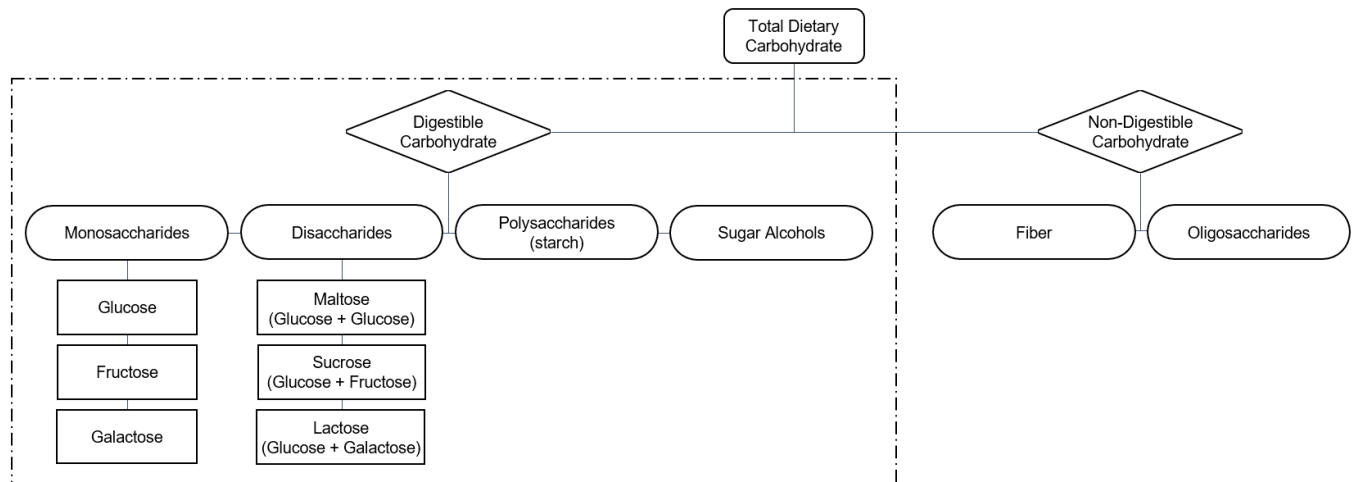 Total Dietary
Carbohydrate
Digestible
Carbohydrate
Non-Digestible
Carbohydrate
Monosaccharides
Disaccharides
Polysaccharides
(starch)
Sugar Alcohols
Fiber
Oligosaccharides
Glucose
Maltose
(Glucose + Glucose)
Fructose
Sucrose
(Glucose + Fructose)
Galactose
Lactose
(Glucose + Galactose)